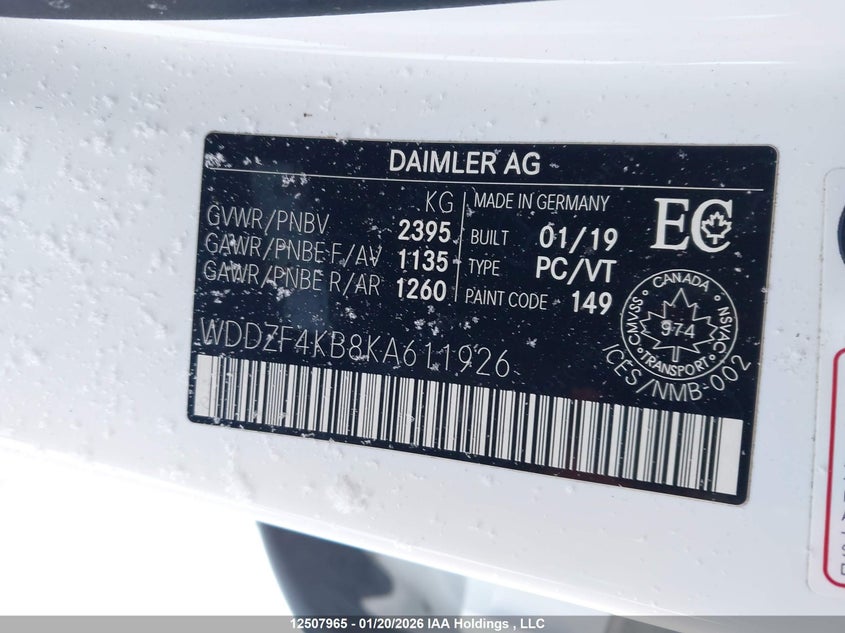 DAIMLER AG
KG
GVWR/PNBV 2395
GAWR/PNBE F/AV 1135
GAWR/PNBE R/AR 1260
MADE IN GERMANY
BUILT 01/19
TYPE PC/VT
PAINT CODE 149
EC
CANADA
CMVSS 974 NSVAC
TRANSPORT
ICES/NMB-002
WDDZF4KB8KA611926
12507965 - 01/20/2026 IAA Holdings , LLC